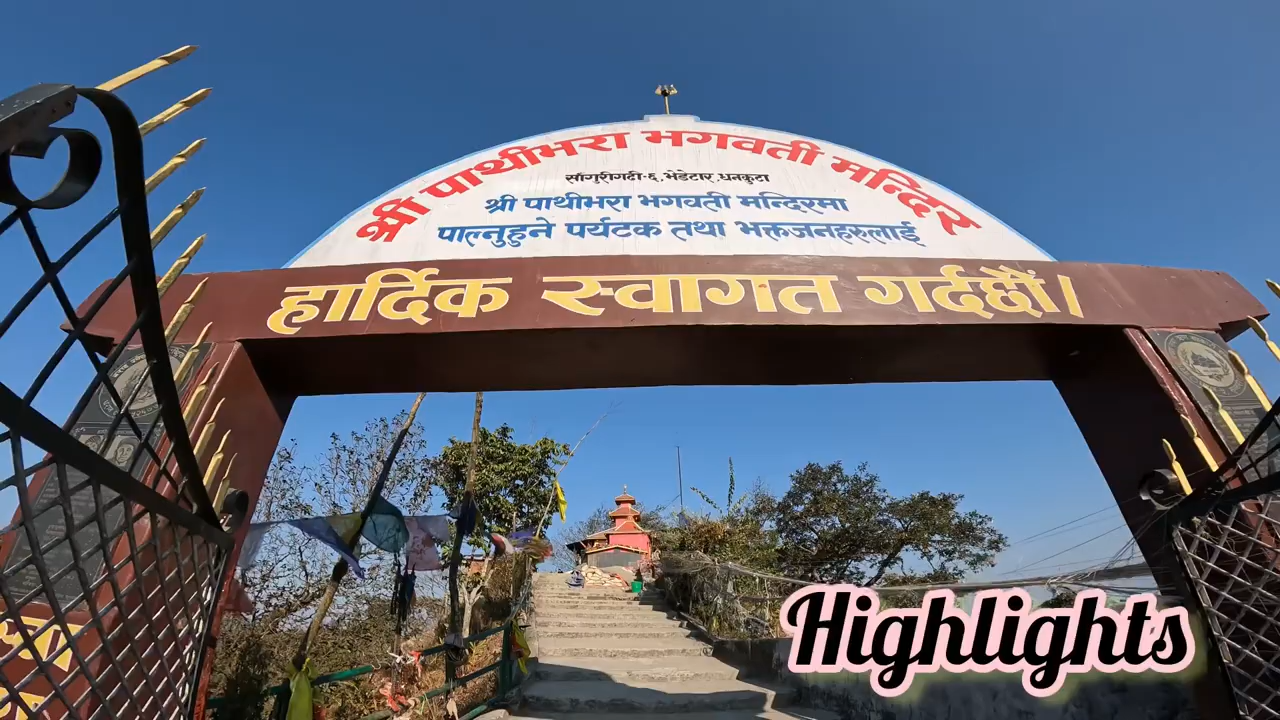 श्री पाथीभरा भगवती मन्दिर
साँगुरीगढी-६, भेडेटार, धनकुटा
श्री पाथीभरा भगवती मन्दिरमा
पाल्नुहुने पर्यटक तथा भक्तजनहरुलाई
हार्दिक स्वागत गर्दछौं।
Highlights